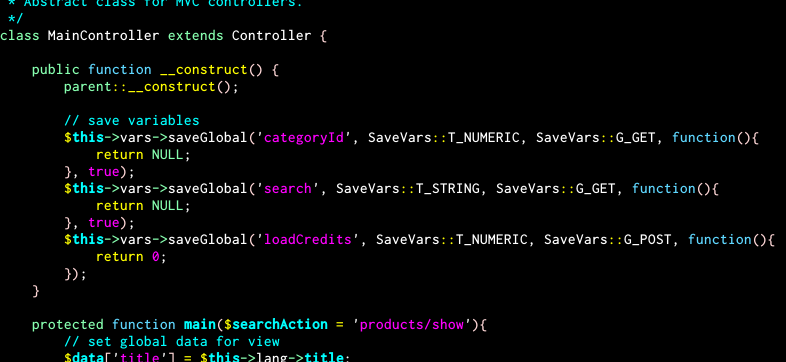 * Abstract class for MVC controllers.
*/
class MainController extends Controller {
public function __construct() {
parent::__construct();
// save variables
$this->vars->saveGlobal('categoryId', SaveVars::T_NUMERIC, SaveVars::G_GET, function(){
return NULL;
}, true);
$this->vars->saveGlobal('search', SaveVars::T_STRING, SaveVars::G_GET, function(){
return NULL;
}, true);
$this->vars->saveGlobal('loadCredits', SaveVars::T_NUMERIC, SaveVars::G_POST, function(){
return 0;
});
}
protected function main($searchAction = 'products/show'){
// set global data for view
$data['title'] = $this->lang->title;